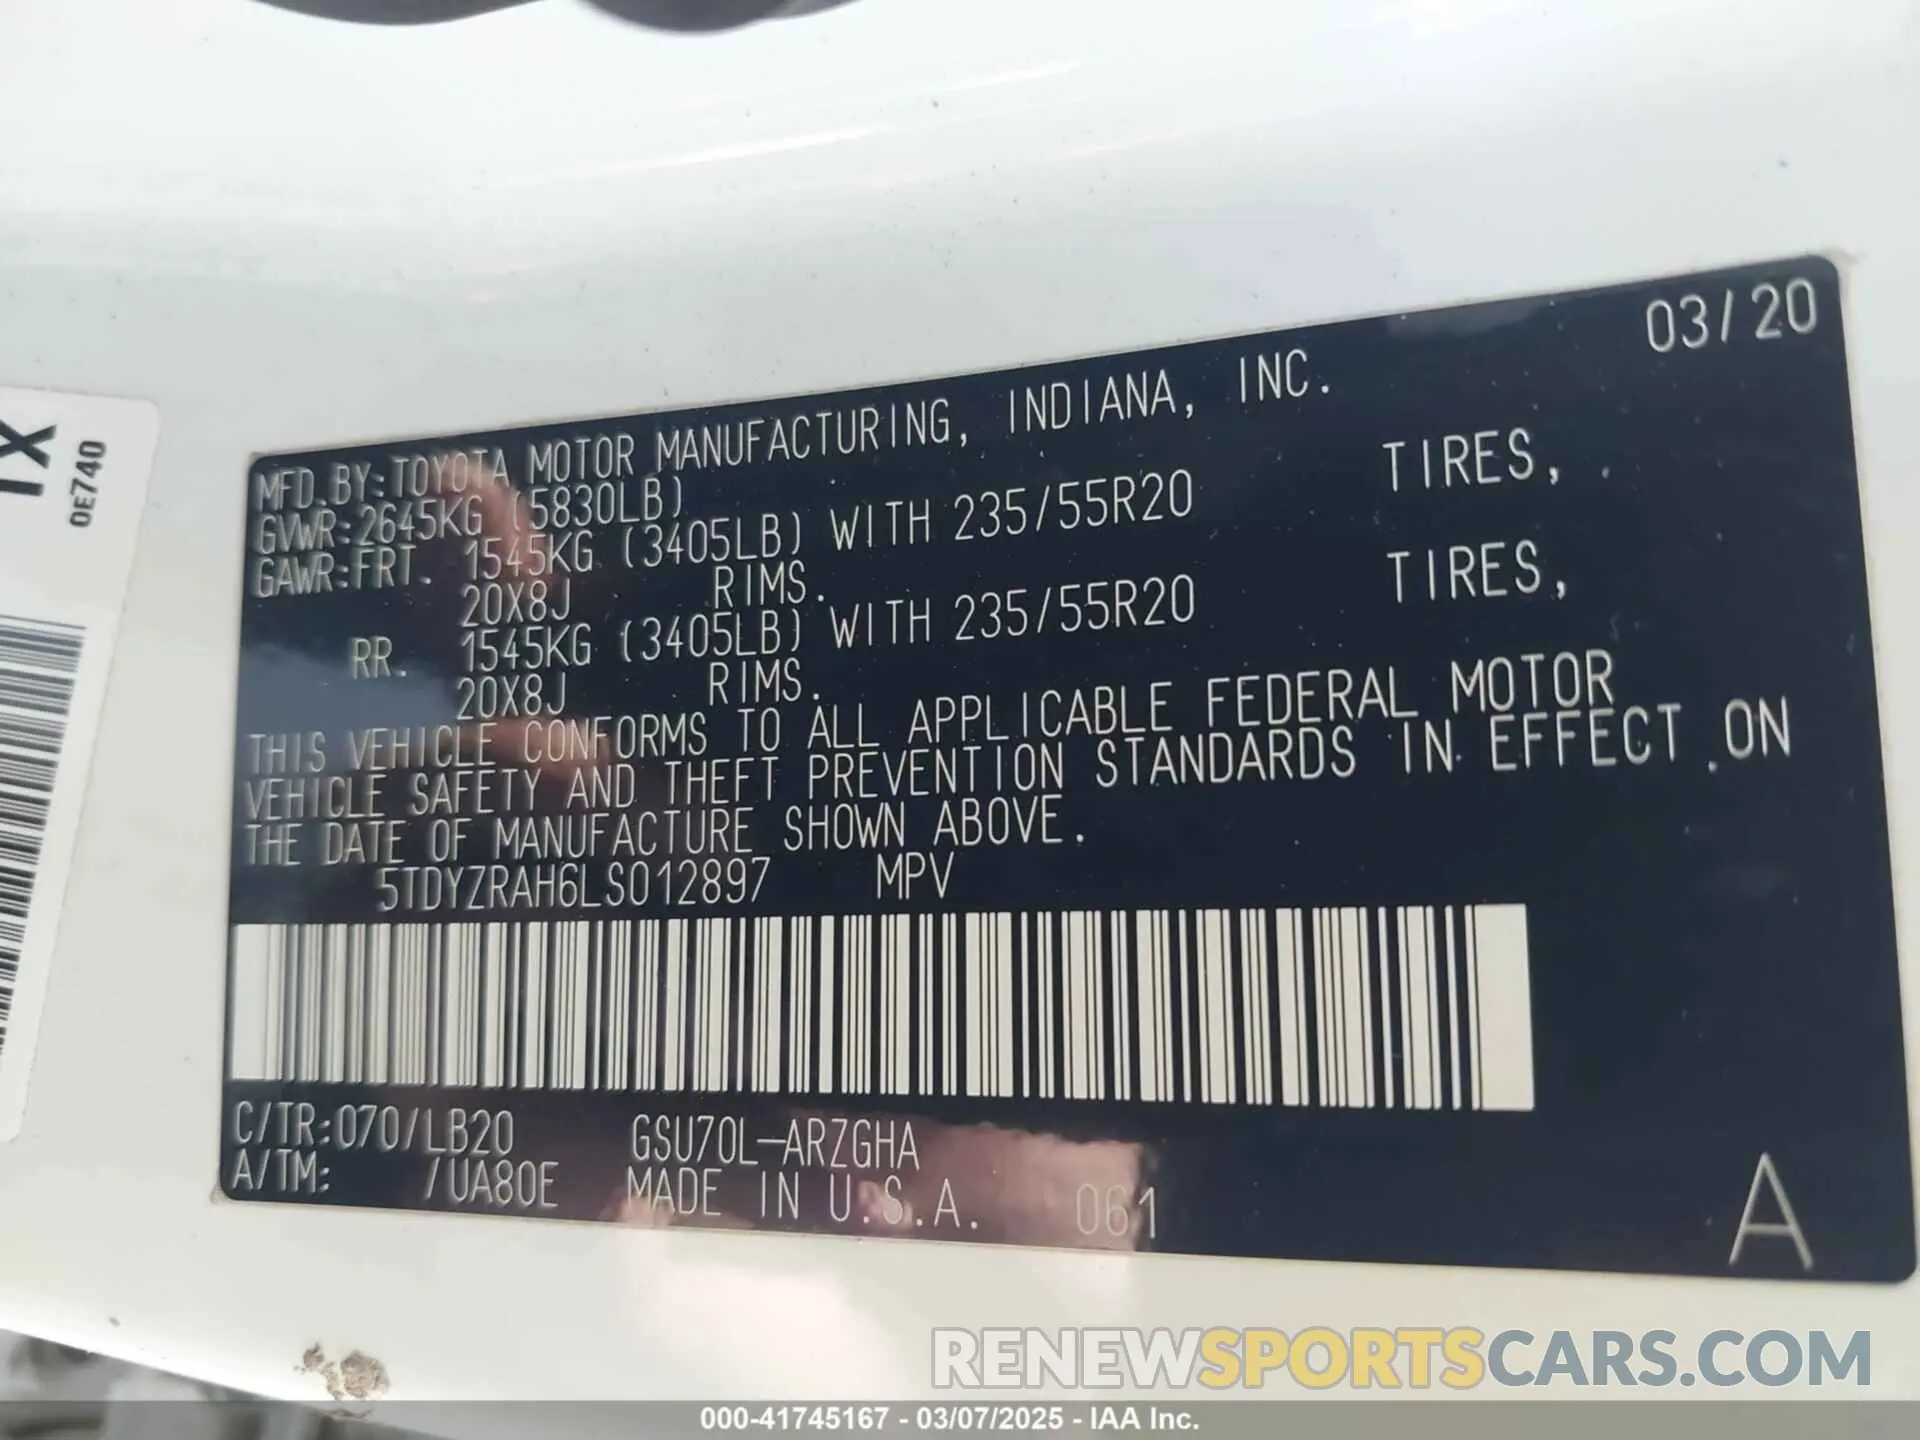 03/20
MFD.BY:TOYOTA MOTOR MANUFACTURING, INDIANA, INC.
GVWR:2645KG (5830LB)
GAWR:FRT. 1545KG (3405LB) WITH 235/55R20 TIRES,
20X8J RIMS.
RR. 1545KG (3405LB) WITH 235/55R20 TIRES,
20X8J RIMS.
THIS VEHICLE CONFORMS TO ALL APPLICABLE FEDERAL MOTOR
VEHICLE SAFETY AND THEFT PREVENTION STANDARDS IN EFFECT ON
THE DATE OF MANUFACTURE SHOWN ABOVE.
5TDYZRAH6LS012897 MPV
C/TR:070/LB20 GSU70L-ARZGHA
A/TM: /UA80E MADE IN U.S.A. 061
A
0E740
RENEWSPORTSCARS.COM
000-41745167 - 03/07/2025 - IAA Inc.